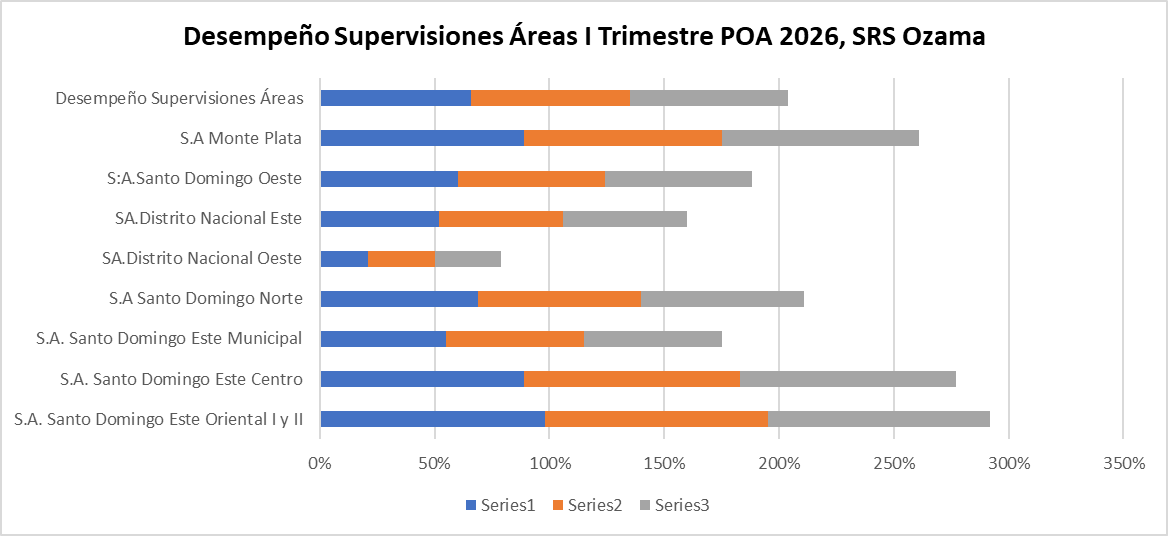 Desempeño Supervisiones Áreas I Trimestre POA 2026, SRS Ozama
Desempeño Supervisiones Áreas
S.A Monte Plata
S:A.Santo Domingo Oeste
SA.Distrito Nacional Este
SA.Distrito Nacional Oeste
S.A Santo Domingo Norte
S.A. Santo Domingo Este Municipal
S.A. Santo Domingo Este Centro
S.A. Santo Domingo Este Oriental I y II
0% 50% 100% 150% 200% 250% 300% 350%
Series1 Series2 Series3